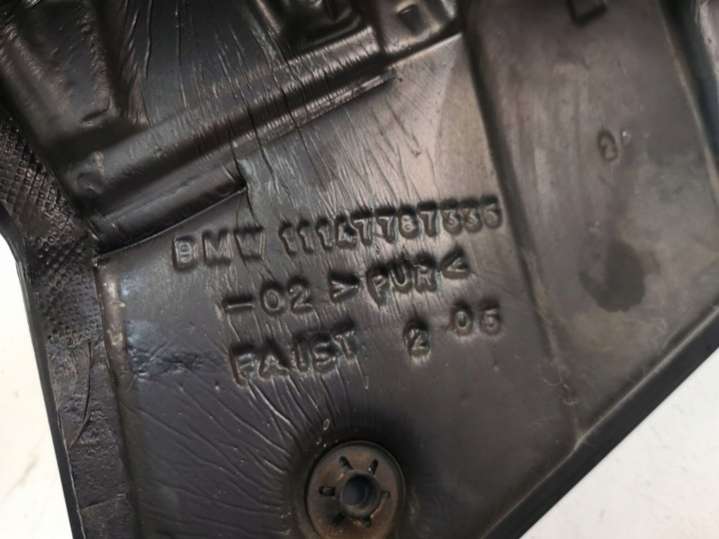 BMW 11147787335
-02 >PUR<
FAIST 2 05